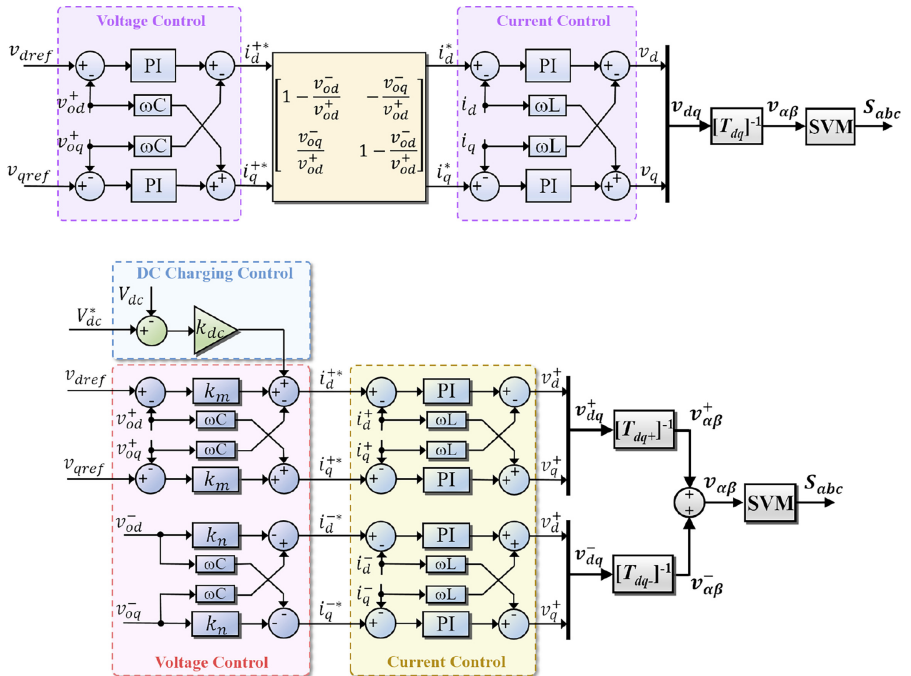 Voltage Control
Current Control
v_dref + - PI + - i_d^{+*} i_d^* + - PI + - v_d
v_od^+ ωC i_d ωL
[1 - v_od^-/v_od^+  - v_oq^-/v_od^+
v_oq^-/v_od^+  1 - v_od^-/v_od^+]
v_dq [T_dq]^{-1} v_αβ SVM S_abc
v_oq^+ ωC i_q ωL
v_qref + - PI + + i_q^{+*} i_q^* + - PI + + v_q
DC Charging Control
V_dc
V_dc^* + - k_dc
v_dref + - k_m + + - i_d^{+*} + - PI + - v_d^+
v_od^+ ωC i_d^+ ωL v_dq^+ [T_dq+]^{-1} v_αβ^+
v_oq^+ ωC i_q^+ ωL
v_qref + - k_m + + i_q^{+*} + - PI + + v_q^+
+ + v_αβ SVM S_abc
v_od^- k_n - + i_d^{-*} + - PI + + v_d^+
ωC i_d^- ωL v_dq^- [T_dq-]^{-1} v_αβ^-
ωC i_q^- ωL
v_oq^- k_n - - i_q^{-*} + - PI + - v_q^+
Voltage Control
Current Control